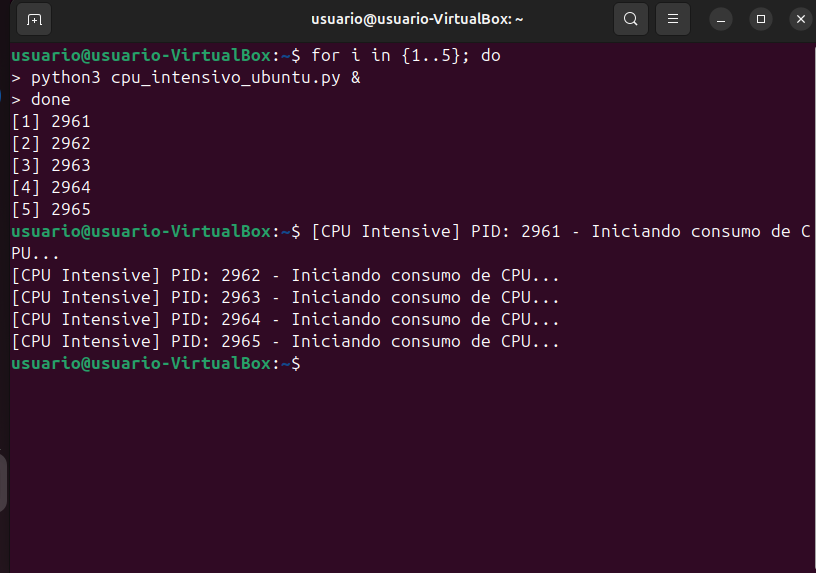 usuario@usuario-VirtualBox: ~
usuario@usuario-VirtualBox:~$ for i in {1..5}; do
> python3 cpu_intensivo_ubuntu.py &
> done
[1] 2961
[2] 2962
[3] 2963
[4] 2964
[5] 2965
usuario@usuario-VirtualBox:~$ [CPU Intensive] PID: 2961 - Iniciando consumo de C
PU...
[CPU Intensive] PID: 2962 - Iniciando consumo de CPU...
[CPU Intensive] PID: 2963 - Iniciando consumo de CPU...
[CPU Intensive] PID: 2964 - Iniciando consumo de CPU...
[CPU Intensive] PID: 2965 - Iniciando consumo de CPU...
usuario@usuario-VirtualBox:~$